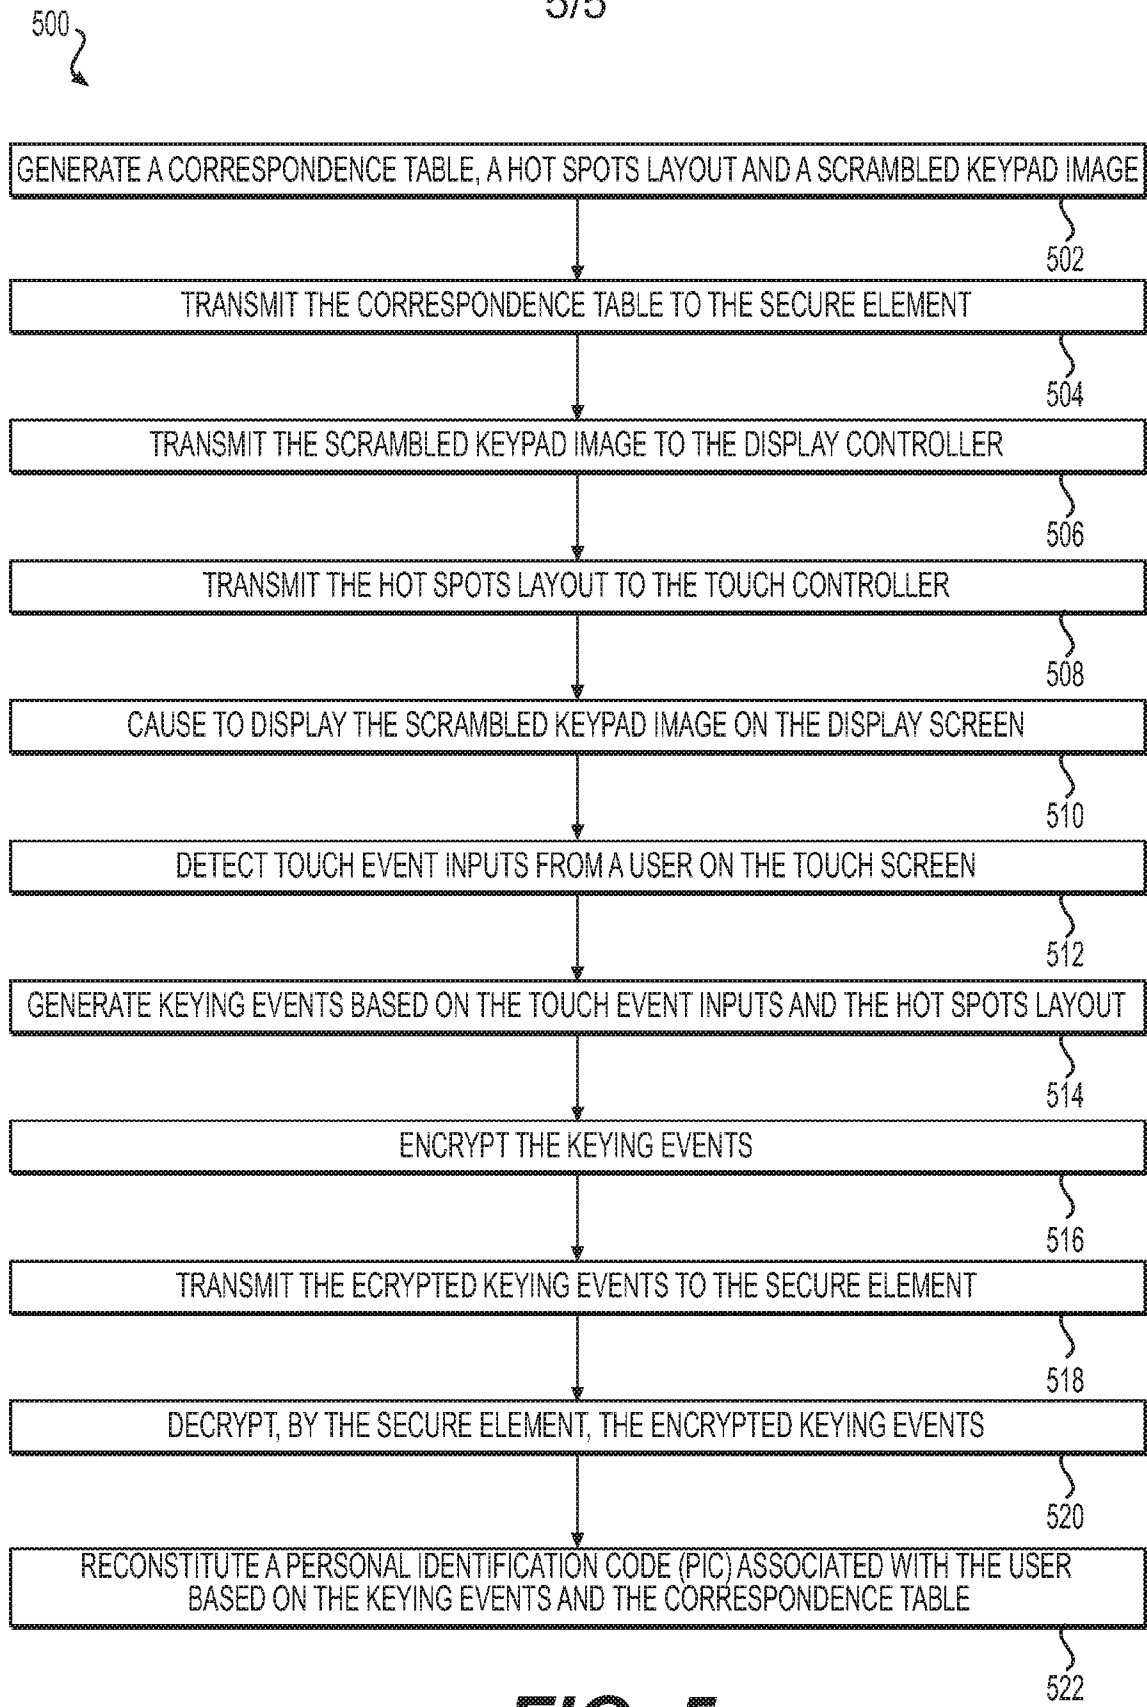 5/5
500
GENERATE A CORRESPONDENCE TABLE, A HOT SPOTS LAYOUT AND A SCRAMBLED KEYPAD IMAGE
502
TRANSMIT THE CORRESPONDENCE TABLE TO THE SECURE ELEMENT
504
TRANSMIT THE SCRAMBLED KEYPAD IMAGE TO THE DISPLAY CONTROLLER
506
TRANSMIT THE HOT SPOTS LAYOUT TO THE TOUCH CONTROLLER
508
CAUSE TO DISPLAY THE SCRAMBLED KEYPAD IMAGE ON THE DISPLAY SCREEN
510
DETECT TOUCH EVENT INPUTS FROM A USER ON THE TOUCH SCREEN
512
GENERATE KEYING EVENTS BASED ON THE TOUCH EVENT INPUTS AND THE HOT SPOTS LAYOUT
514
ENCRYPT THE KEYING EVENTS
516
TRANSMIT THE ECRYPTED KEYING EVENTS TO THE SECURE ELEMENT
518
DECRYPT, BY THE SECURE ELEMENT, THE ENCRYPTED KEYING EVENTS
520
RECONSTITUTE A PERSONAL IDENTIFICATION CODE (PIC) ASSOCIATED WITH THE USER
BASED ON THE KEYING EVENTS AND THE CORRESPONDENCE TABLE
522
FIG. 5